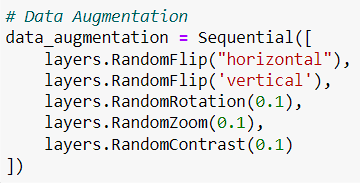 # Data Augmentation
data_augmentation = Sequential([
    layers.RandomFlip("horizontal"),
    layers.RandomFlip('vertical'),
    layers.RandomRotation(0.1),
    layers.RandomZoom(0.1),
    layers.RandomContrast(0.1)
])